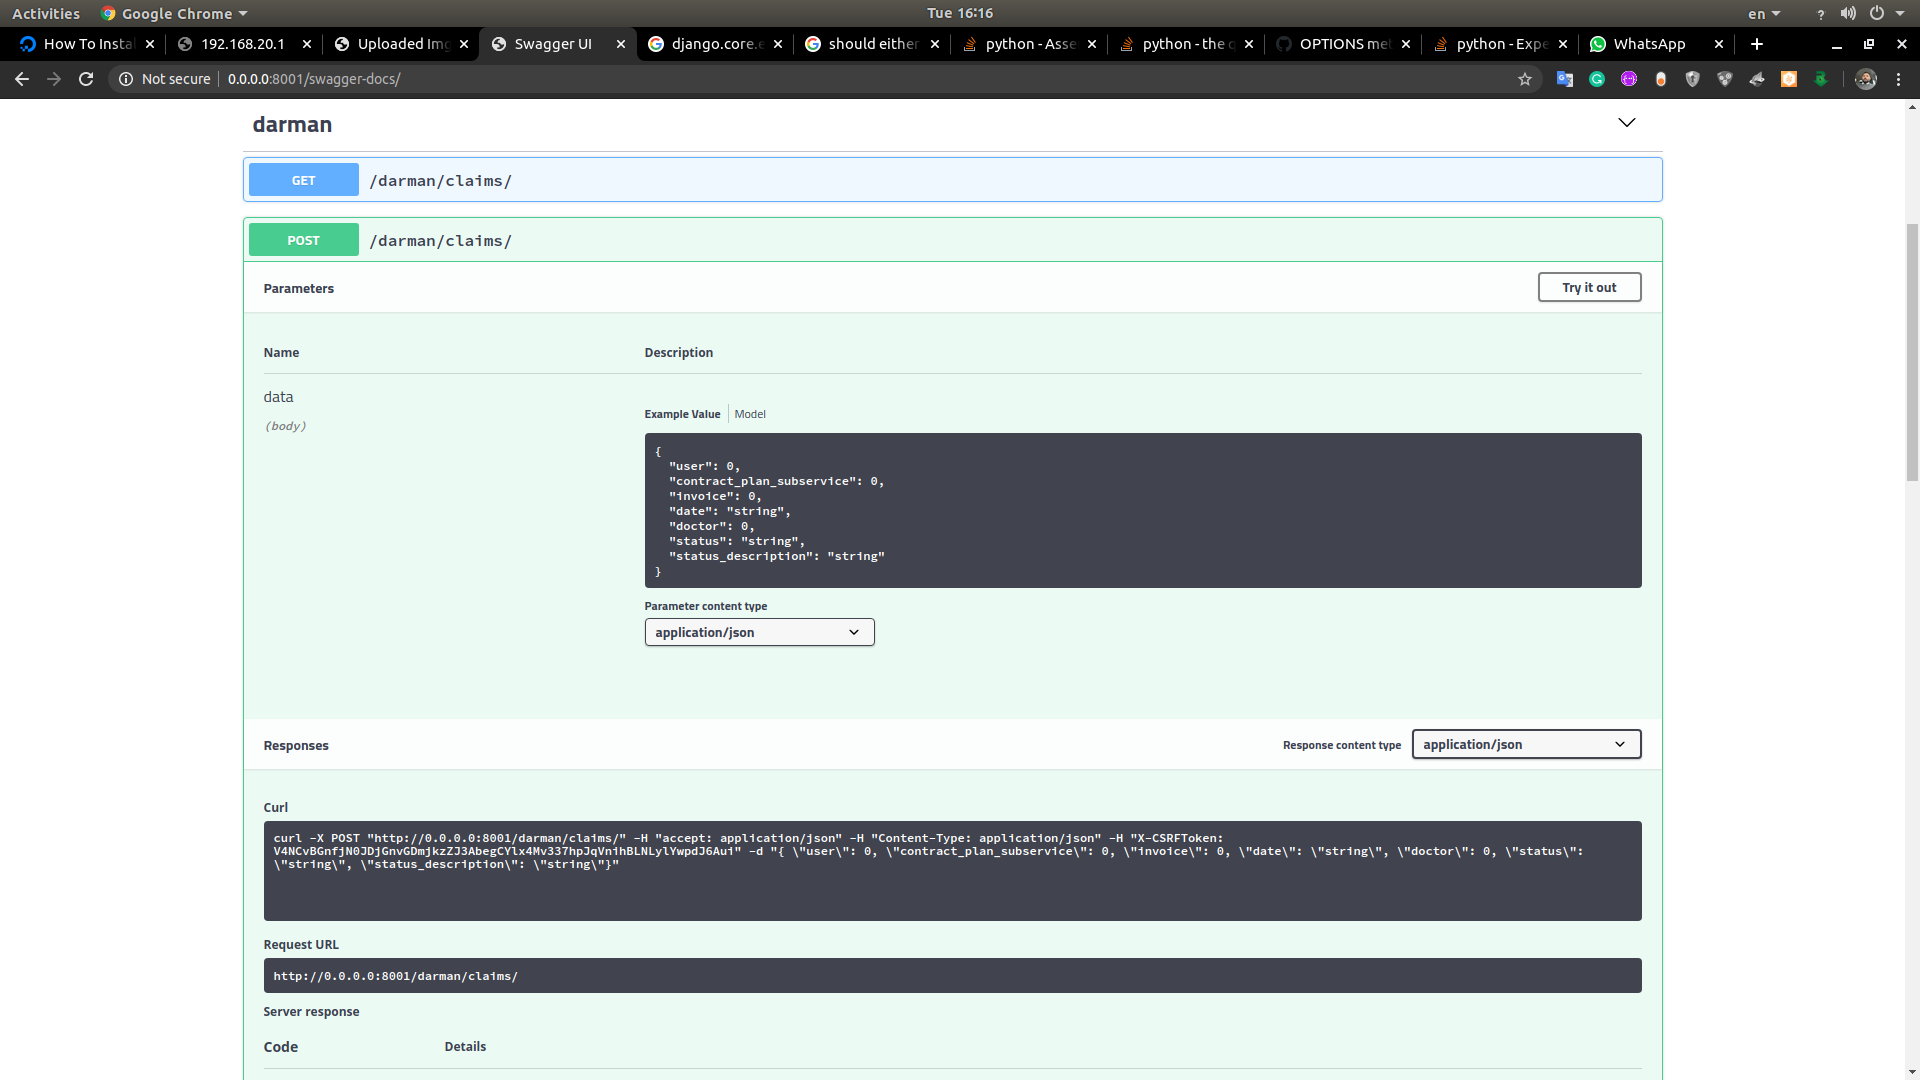 Activities
Google Chrome
Tue 16:16
en
How To Insta
192.168.20.1
Uploaded Img
Swagger UI
django.core.e
should either
python - Asse
python - the q
OPTIONS met
python - Expe
WhatsApp
Not secure
0.0.0.0:8001/swagger-docs/
darman
GET /darman/claims/
POST /darman/claims/
Parameters
Try it out
Name Description
data
(body)
Example Value Model
{
"user": 0,
"contract_plan_subservice": 0,
"invoice": 0,
"date": "string",
"doctor": 0,
"status": "string",
"status_description": "string"
}
Parameter content type
application/json
Responses
Response content type application/json
Curl
curl -X POST "http://0.0.0.0:8001/darman/claims/" -H "accept: application/json" -H "Content-Type: application/json" -H "X-CSRFToken:
V4NCvBGnfjN0JDjGnvGDmjkzZJ3AbegCYlx4Mv337hpJqVnihBLNLylYwpdJ6Aui" -d "{ \"user\": 0, \"contract_plan_subservice\": 0, \"invoice\": 0, \"date\": \"string\", \"doctor\": 0, \"status\":
\"string\", \"status_description\": \"string\"}"
Request URL
http://0.0.0.0:8001/darman/claims/
Server response
Code Details